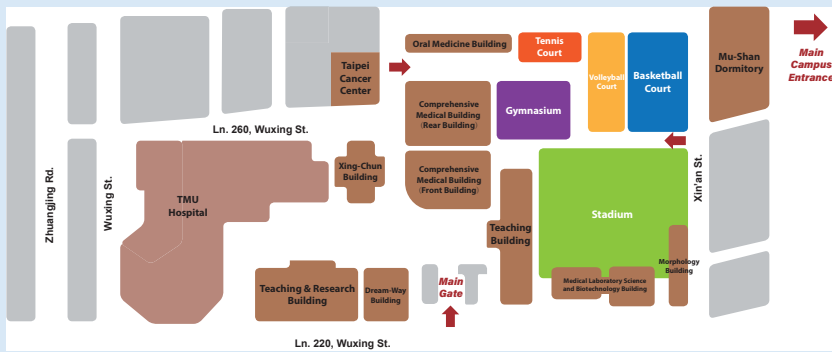 Oral Medicine Building
Tennis
Court
Mu-Shan
Dormitory
Main
Campus
Entrance
Taipei
Cancer
Center
Volleyball
Court
Basketball
Court
Comprehensive
Medical Building
(Rear Building)
Gymnasium
Ln. 260, Wuxing St.
Xing-Chun
Building
Comprehensive
Medical Building
(Front Building)
Xin'an St.
Zhuangjing Rd.
Wuxing St.
TMU
Hospital
Stadium
Teaching
Building
Morphology
Building
Teaching & Research
Building
Dream-Way
Building
Main
Gate
Medical Laboratory Science
and Biotechnology Building
Ln. 220, Wuxing St.